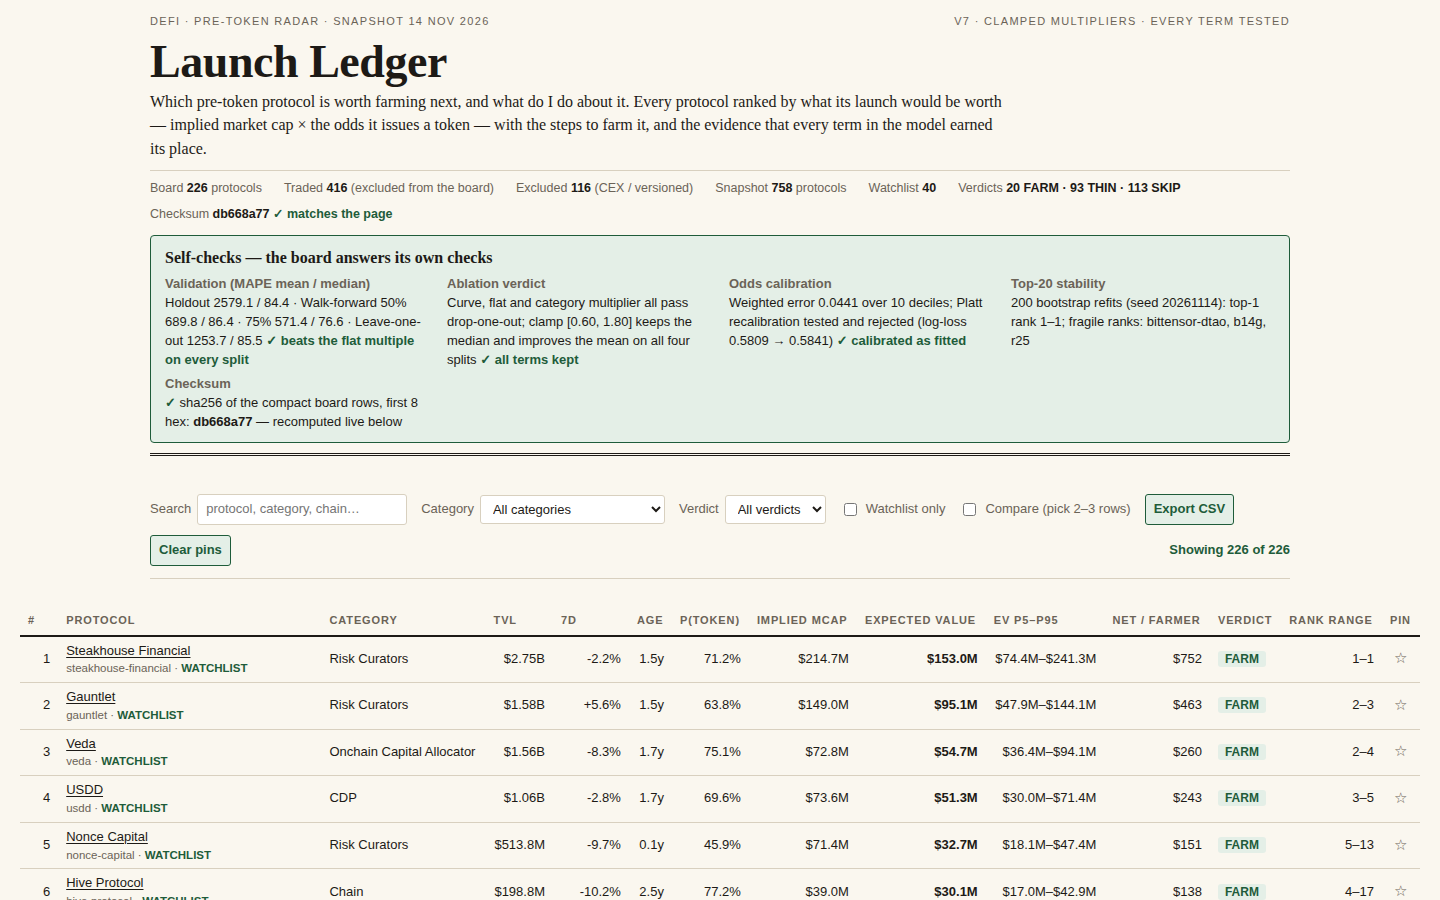 DEFI · PRE-TOKEN RADAR · SNAPSHOT 14 NOV 2026
V7 · CLAMPED MULTIPLIERS · EVERY TERM TESTED
Launch Ledger
Which pre-token protocol is worth farming next, and what do I do about it. Every protocol ranked by what its launch would be worth
— implied market cap × the odds it issues a token — with the steps to farm it, and the evidence that every term in the model earned
its place.
Board 226 protocols Traded 416 (excluded from the board) Excluded 116 (CEX / versioned) Snapshot 758 protocols Watchlist 40 Verdicts 20 FARM · 93 THIN · 113 SKIP
Checksum db668a77 ✓ matches the page
Self-checks — the board answers its own checks
Validation (MAPE mean / median)
Holdout 2579.1 / 84.4 · Walk-forward 50%
689.8 / 86.4 · 75% 571.4 / 76.6 · Leave-one-
out 1253.7 / 85.5 ✓ beats the flat multiple
on every split
Ablation verdict
Curve, flat and category multiplier all pass
drop-one-out; clamp [0.60, 1.80] keeps the
median and improves the mean on all four
splits ✓ all terms kept
Odds calibration
Weighted error 0.0441 over 10 deciles; Platt
recalibration tested and rejected (log-loss
0.5809 → 0.5841) ✓ calibrated as fitted
Top-20 stability
200 bootstrap refits (seed 20261114): top-1
rank 1–1; fragile ranks: bittensor-dtao, b14g,
r25
Checksum
✓ sha256 of the compact board rows, first 8
hex: db668a77 — recomputed live below
Search protocol, category, chain… Category All categories Verdict All verdicts Watchlist only Compare (pick 2–3 rows) Export CSV
Clear pins Showing 226 of 226
# PROTOCOL CATEGORY TVL 7D AGE P(TOKEN) IMPLIED MCAP EXPECTED VALUE EV P5–P95 NET / FARMER VERDICT RANK RANGE PIN
1 Steakhouse Financial Risk Curators $2.75B -2.2% 1.5y 71.2% $214.7M $153.0M $74.4M–$241.3M $752 FARM 1–1 ☆
steakhouse-financial · WATCHLIST
2 Gauntlet Risk Curators $1.58B +5.6% 1.5y 63.8% $149.0M $95.1M $47.9M–$144.1M $463 FARM 2–3 ☆
gauntlet · WATCHLIST
3 Veda Onchain Capital Allocator $1.56B -8.3% 1.7y 75.1% $72.8M $54.7M $36.4M–$94.1M $260 FARM 2–4 ☆
veda · WATCHLIST
4 USDD CDP $1.06B -2.8% 1.7y 69.6% $73.6M $51.3M $30.0M–$71.4M $243 FARM 3–5 ☆
usdd · WATCHLIST
5 Nonce Capital Risk Curators $513.8M -9.7% 0.1y 45.9% $71.4M $32.7M $18.1M–$47.4M $151 FARM 5–13 ☆
nonce-capital · WATCHLIST
6 Hive Protocol Chain $198.8M -10.2% 2.5y 77.2% $39.0M $30.1M $17.0M–$42.9M $138 FARM 4–17 ☆
hive-protocol · WATCHLIST